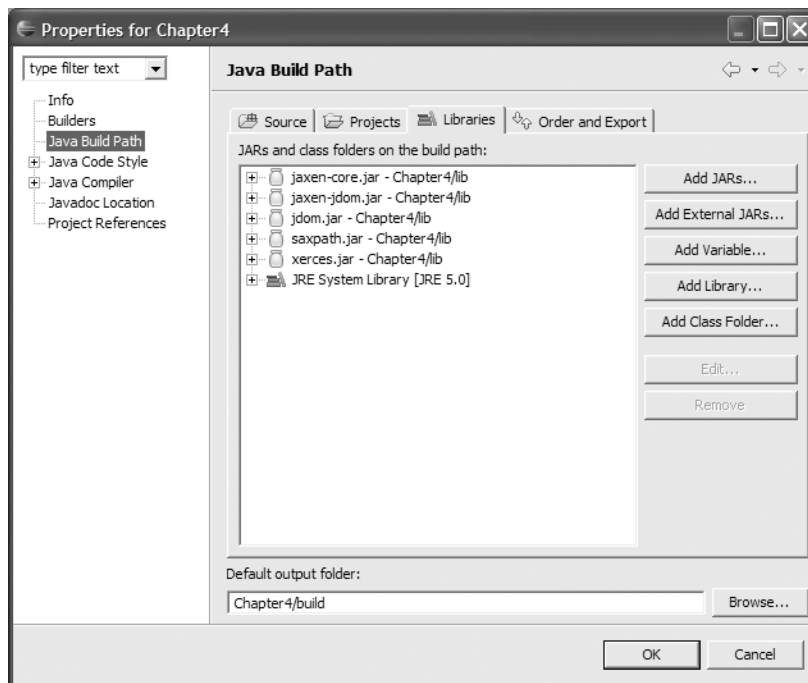 Properties for Chapter4
type filter text
Info
Builders
Java Build Path
Java Code Style
Java Compiler
Javadoc Location
Project References
Java Build Path
Source
Projects
Libraries
Order and Export
JARs and class folders on the build path:
jaxen-core.jar - Chapter4/lib
jaxen-jdom.jar - Chapter4/lib
jdom.jar - Chapter4/lib
saxpath.jar - Chapter4/lib
xerces.jar - Chapter4/lib
JRE System Library [JRE 5.0]
Add JARs...
Add External JARs...
Add Variable...
Add Library...
Add Class Folder...
Edit...
Remove
Default output folder:
Chapter4/build
Browse...
OK
Cancel